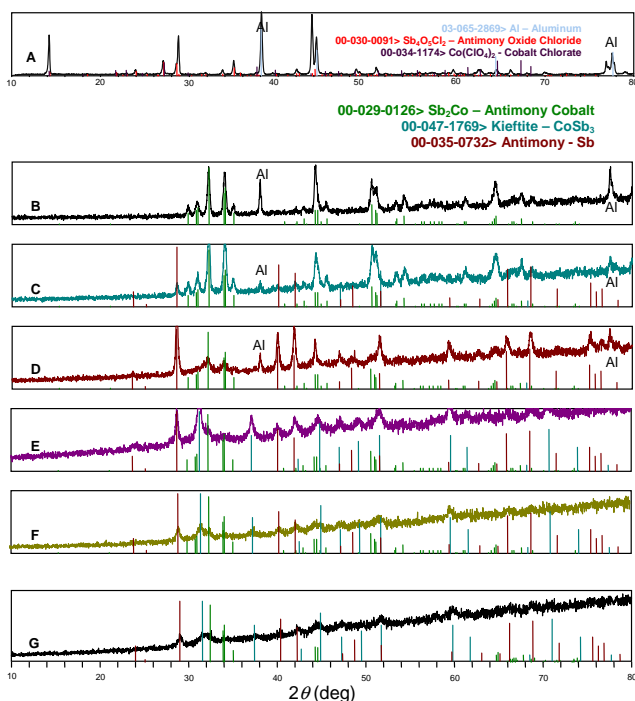 03-065-2869> Al – Aluminum
00-030-0091> Sb4O5Cl2 – Antimony Oxide Chloride
00-034-1174> Co(ClO4)2 - Cobalt Chlorate
A
Al
Al
10 20 30 40 50 60 70 80
00-029-0126> Sb2Co – Antimony Cobalt
00-047-1769> Kieftite – CoSb3
00-035-0732> Antimony - Sb
B
Al
Al
C
Al
Al
D
Al
Al
E
F
G
10 20 30 40 50 60 70 80
2θ (deg)